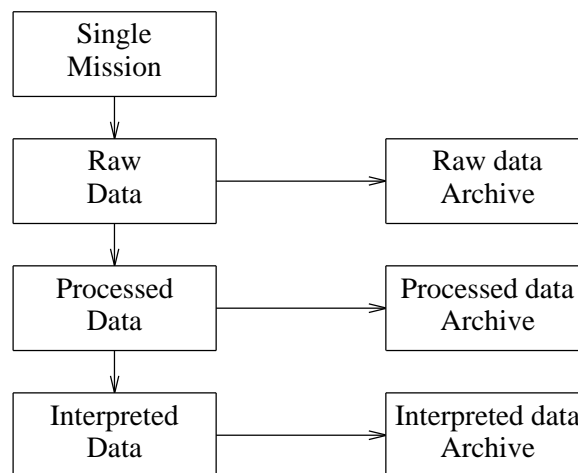 Single
Mission
Raw
Data
Raw data
Archive
Processed
Data
Processed data
Archive
Interpreted
Data
Interpreted data
Archive